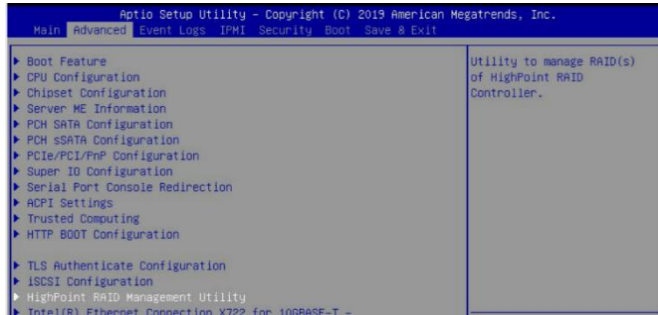 Aptio Setup Utility – Copyright (C) 2019 American Megatrends, Inc.
Main Advanced Event Logs IPMI Security Boot Save & Exit
Boot Feature
CPU Configuration
Chipset Configuration
Server ME Information
PCH SATA Configuration
PCH sSATA Configuration
PCIe/PCI/PnP Configuration
Super IO Configuration
Serial Port Console Redirection
ACPI Settings
Trusted Computing
HTTP BOOT Configuration
TLS Authenticate Configuration
iSCSI Configuration
HighPoint RAID Management Utility
Intel(R) Ethernet Connection X722 for 10GBASE-T -
Utility to manage RAID(s)
of HighPoint RAID
Controller.